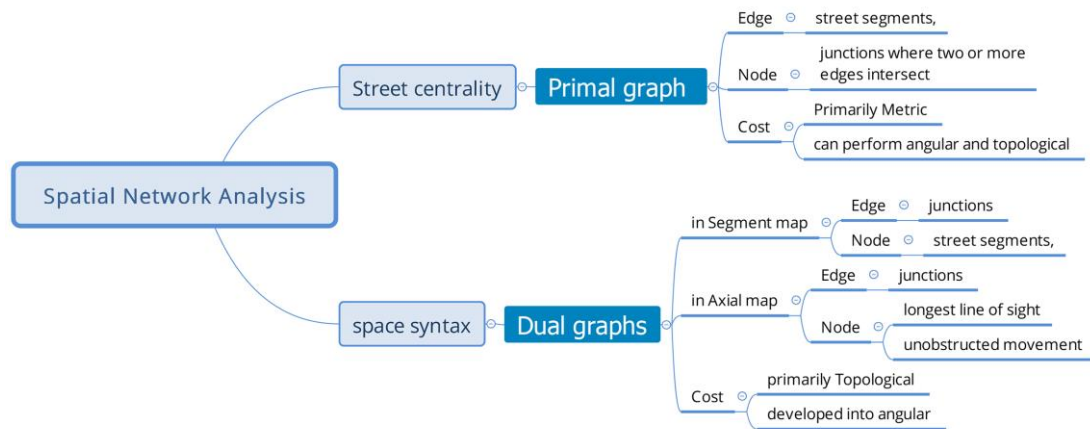 Spatial Network Analysis
Street centrality
Primal graph
Edge
street segments,
Node
junctions where two or more
edges intersect
Cost
Primarily Metric
can perform angular and topological
space syntax
Dual graphs
in Segment map
Edge
junctions
Node
street segments,
in Axial map
Edge
junctions
Node
longest line of sight
unobstructed movement
Cost
primarily Topological
developed into angular